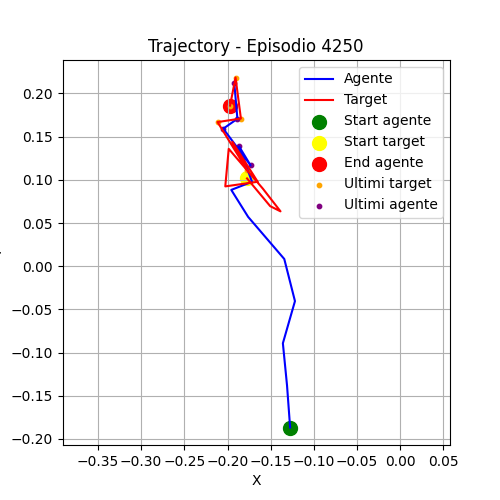 Trajectory - Episodio 4250
Agente
Target
Start agente
Start target
End agente
Ultimi target
Ultimi agente
0.20
0.15
0.10
0.05
0.00
−0.05
−0.10
−0.15
−0.20
−0.35 −0.30 −0.25 −0.20 −0.15 −0.10 −0.05 0.00 0.05
X